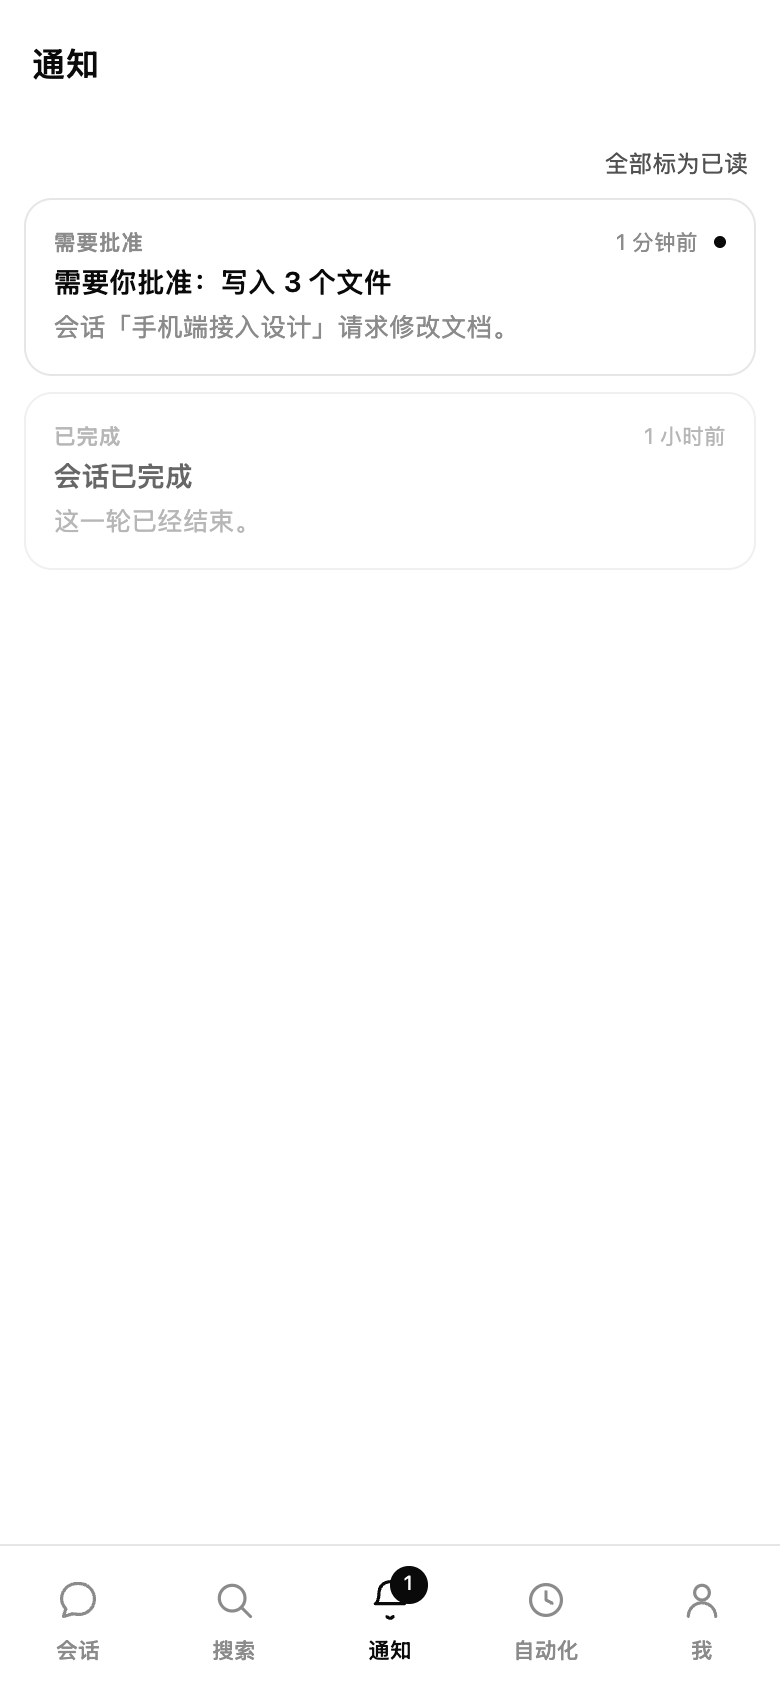 通知
全部标为已读
需要批准 1 分钟前
需要你批准：写入 3 个文件
会话「手机端接入设计」请求修改文档。
已完成 1 小时前
会话已完成
这一轮已经结束。
1
会话 搜索 通知 自动化 我